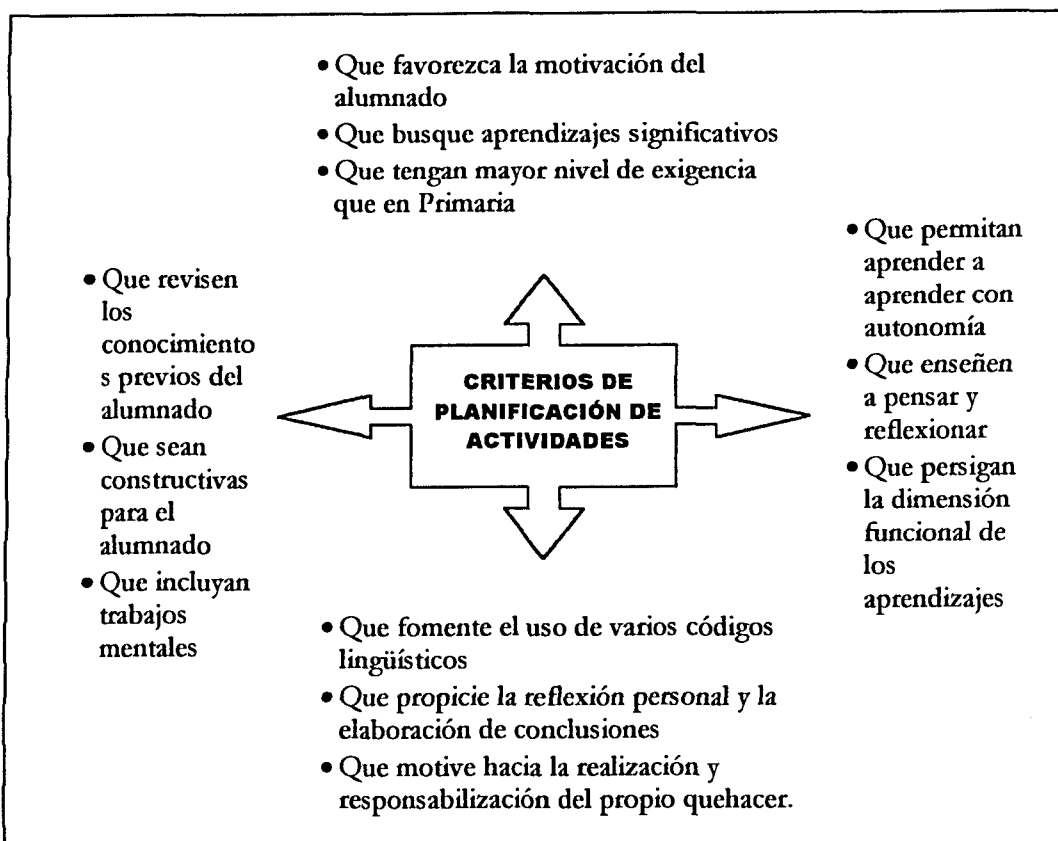 • Que favorezca la motivación del
alumnado
• Que busque aprendizajes significativos
• Que tengan mayor nivel de exigencia
que en Primaria
• Que revisen
los
conocimiento
s previos del
alumnado
• Que sean
constructivas
para el
alumnado
• Que incluyan
trabajos
mentales
CRITERIOS DE
PLANIFICACIÓN DE
ACTIVIDADES
• Que permitan
aprender a
aprender con
autonomía
• Que enseñen
a pensar y
reflexionar
• Que persigan
la dimensión
funcional de
los
aprendizajes
• Que fomente el uso de varios códigos
lingüísticos
• Que propicie la reflexión personal y la
elaboración de conclusiones
• Que motive hacia la realización y
responsabilización del propio quehacer.